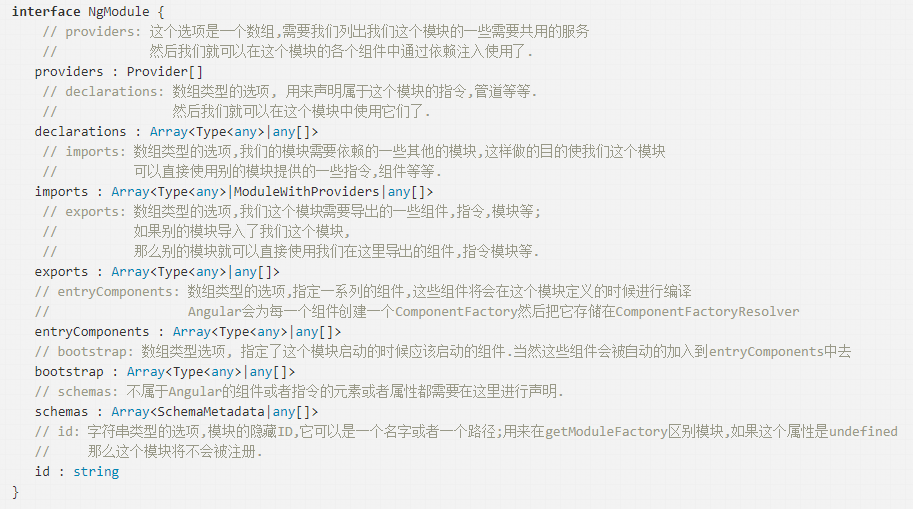 interface NgModule {
// providers: 这个选项是一个数组,需要我们列出我们这个模块的一些需要共用的服务
// 然后我们就可以在这个模块的各个组件中通过依赖注入使用了.
providers : Provider[]
// declarations: 数组类型的选项, 用来声明属于这个模块的指令,管道等等.
// 然后我们就可以在这个模块中使用它们了.
declarations : Array<Type<any>|any[]>
// imports: 数组类型的选项,我们的模块需要依赖的一些其他的模块,这样做的目的使我们这个模块
// 可以直接使用别的模块提供的一些指令,组件等等.
imports : Array<Type<any>|ModuleWithProviders|any[]>
// exports: 数组类型的选项,我们这个模块需要导出的一些组件,指令,模块等;
// 如果别的模块导入了我们这个模块,
// 那么别的模块就可以直接使用我们在这里导出的组件,指令模块等.
exports : Array<Type<any>|any[]>
// entryComponents: 数组类型的选项,指定一系列的组件,这些组件将会在这个模块定义的时候进行编译
// Angular会为每一个组件创建一个ComponentFactory然后把它存储在ComponentFactoryResolver
entryComponents : Array<Type<any>|any[]>
// bootstrap: 数组类型选项, 指定了这个模块启动的时候应该启动的组件.当然这些组件会被自动的加入到entryComponents中去
bootstrap : Array<Type<any>|any[]>
// schemas: 不属于Angular的组件或者指令的元素或者属性都需要在这里进行声明.
schemas : Array<SchemaMetadata|any[]>
// id: 字符串类型的选项,模块的隐藏ID,它可以是一个名字或者一个路径;用来在getModuleFactory区别模块,如果这个属性是undefined
// 那么这个模块将不会被注册.
id : string
}